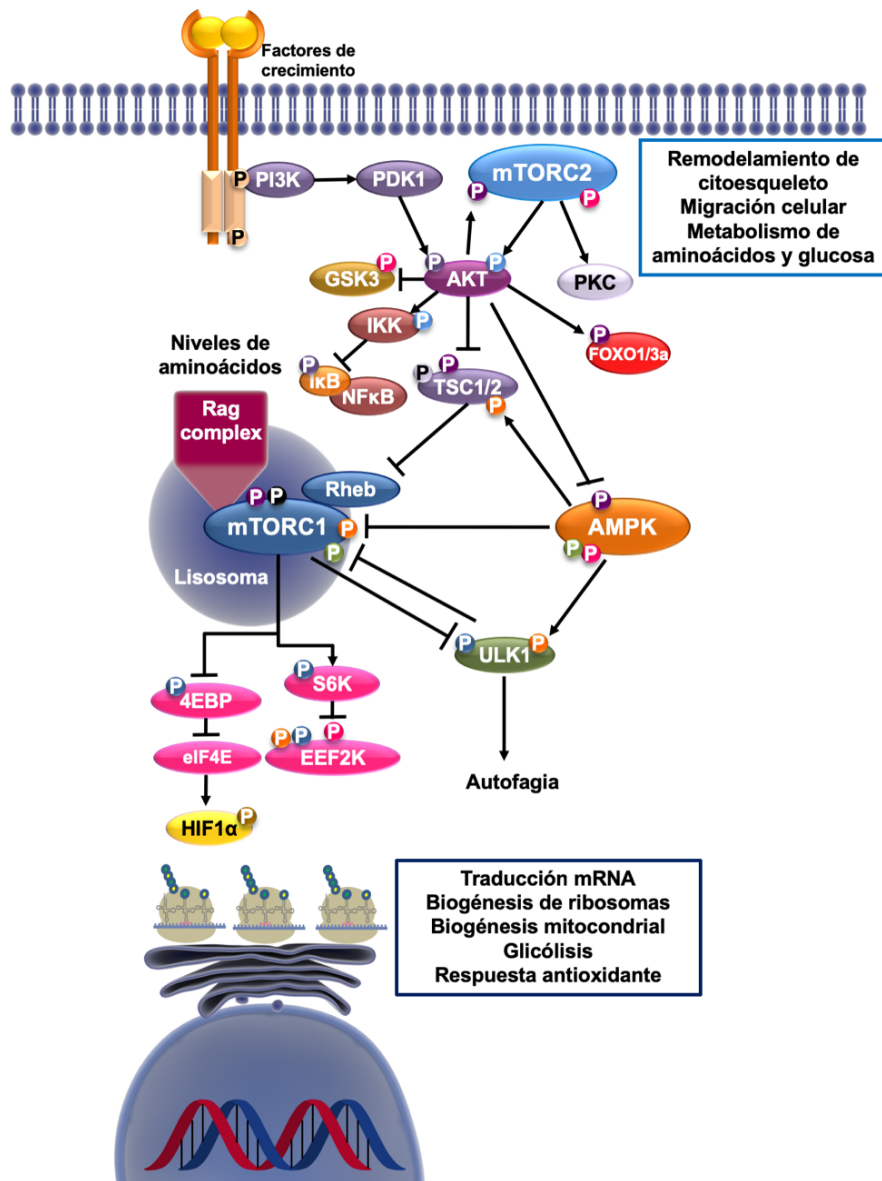 Factores de
crecimiento
P
PI3K
PDK1
mTORC2
P
P
P
Remodelamiento de
citoesqueleto
Migración celular
Metabolismo de
aminoácidos y glucosa
P
GSK3
P
AKT
P
PKC
IKK
P
P
FOXO1/3a
Niveles de
aminoácidos
P
IκB
NFκB
P
P
TSC1/2
P
Rag
complex
Rheb
P
P
mTORC1
P
P
P
AMPK
P
P
Lisosoma
P
ULK1
P
P
4EBP
P
S6K
eIF4E
P
P
P
EEF2K
Autofagia
HIF1α
P
Traducción mRNA
Biogénesis de ribosomas
Biogénesis mitocondrial
Glicólisis
Respuesta antioxidante